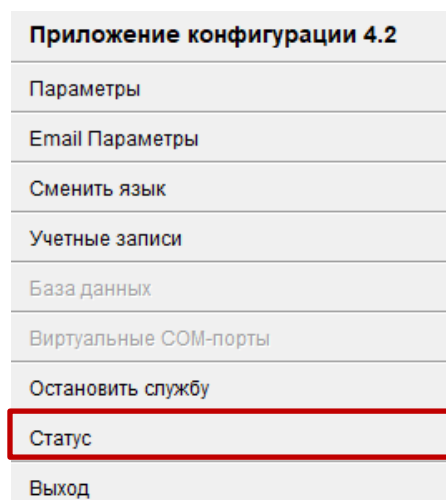 Приложение конфигурации 4.2
Параметры
Email Параметры
Сменить язык
Учетные записи
База данных
Виртуальные COM-порты
Остановить службу
Статус
Выход